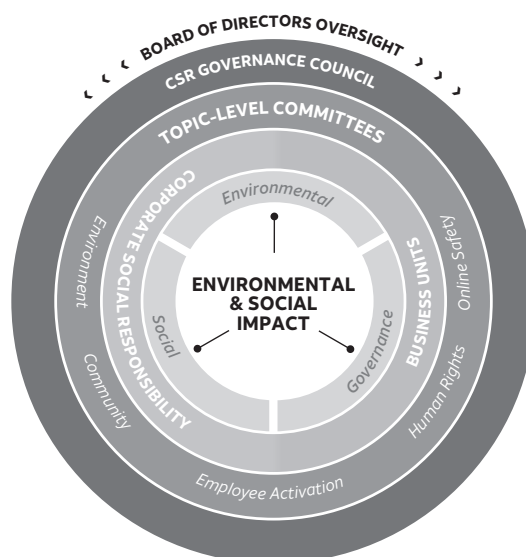 BOARD OF DIRECTORS OVERSIGHT
CSR GOVERNANCE COUNCIL
TOPIC-LEVEL COMMITTEES
CORPORATE SOCIAL RESPONSIBILITY
BUSINESS UNITS
Environmental
Environment
Online Safety
ENVIRONMENTAL
& SOCIAL
IMPACT
Social
Governance
Community
Human Rights
Employee Activation